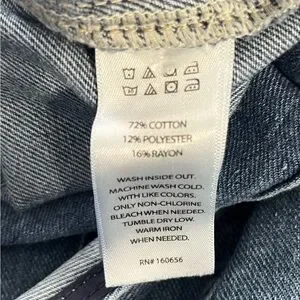 72% COTTON
12% POLYESTER
16% RAYON
WASH INSIDE OUT.
MACHINE WASH COLD.
WITH LIKE COLORS.
ONLY NON-CHLORINE
BLEACH WHEN NEEDED.
TUMBLE DRY LOW.
WARM IRON
WHEN NEEDED.
RN# 160656